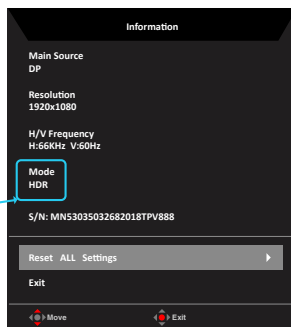 Information
Main Source
DP
Resolution
1920x1080
H/V Frequency
H:66KHz V:60Hz
Mode
HDR
S/N: MN53035032682018TPV888
Reset ALL Settings
Exit
Move Exit